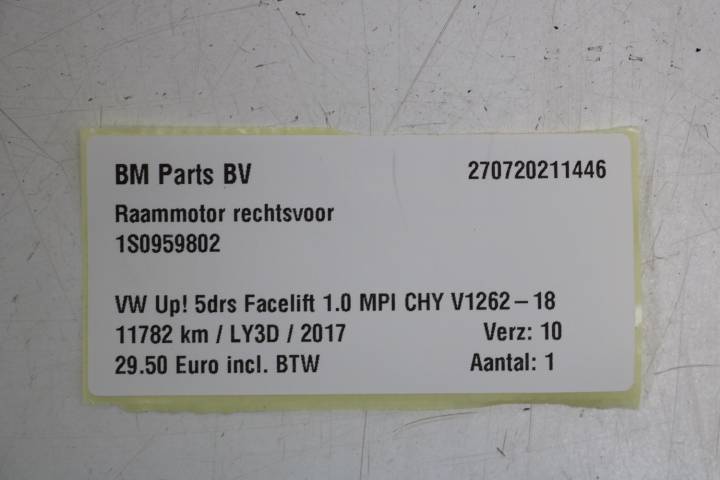 BM Parts BV 270720211446
Raammotor rechtsvoor
1S0959802
VW Up! 5drs Facelift 1.0 MPI CHY V1262 – 18
11782 km / LY3D / 2017 Verz: 10
29.50 Euro incl. BTW Aantal: 1